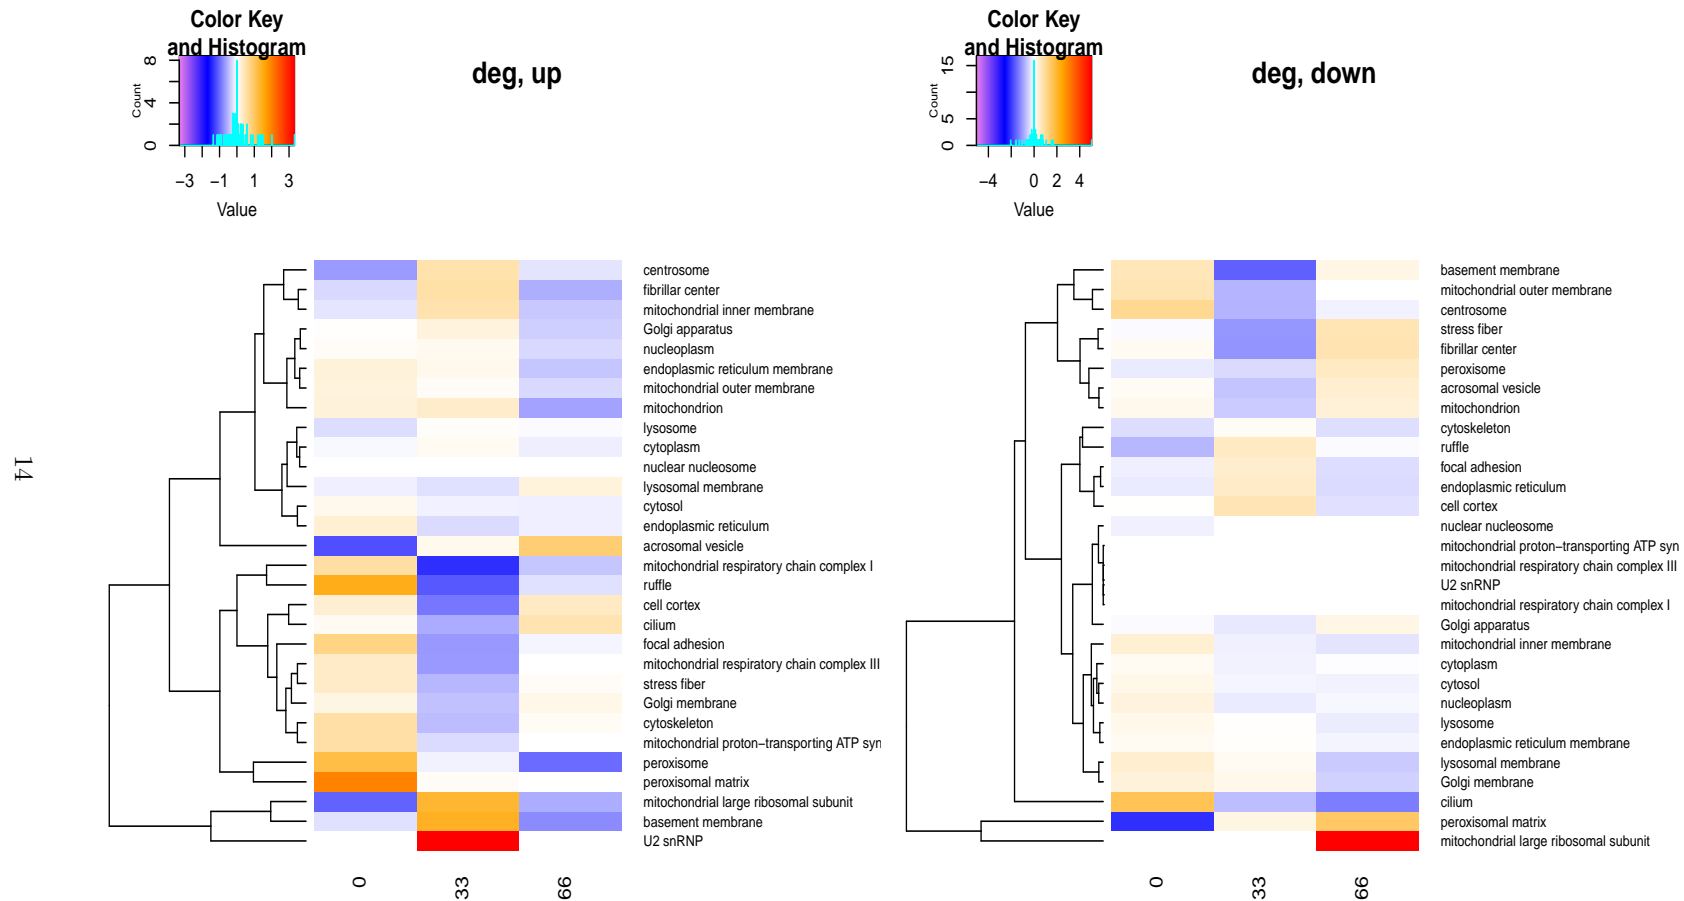 Color Key
and Histogram
Count
0 4 8
−3 −1 1 3
Value
deg, up
centrosome
fibrillar center
mitochondrial inner membrane
Golgi apparatus
nucleoplasm
endoplasmic reticulum membrane
mitochondrial outer membrane
mitochondrion
lysosome
cytoplasm
nuclear nucleosome
lysosomal membrane
cytosol
endoplasmic reticulum
acrosomal vesicle
mitochondrial respiratory chain complex I
ruffle
cell cortex
cilium
focal adhesion
mitochondrial respiratory chain complex III
stress fiber
Golgi membrane
cytoskeleton
mitochondrial proton−transporting ATP syn
peroxisome
peroxisomal matrix
mitochondrial large ribosomal subunit
basement membrane
U2 snRNP
0 33 66
Color Key
and Histogram
Count
0 5 15
−4 0 2 4
Value
deg, down
basement membrane
mitochondrial outer membrane
centrosome
stress fiber
fibrillar center
peroxisome
acrosomal vesicle
mitochondrion
cytoskeleton
ruffle
focal adhesion
endoplasmic reticulum
cell cortex
nuclear nucleosome
mitochondrial proton−transporting ATP syn
mitochondrial respiratory chain complex III
U2 snRNP
mitochondrial respiratory chain complex I
Golgi apparatus
mitochondrial inner membrane
cytoplasm
cytosol
nucleoplasm
lysosome
endoplasmic reticulum membrane
lysosomal membrane
Golgi membrane
cilium
peroxisomal matrix
mitochondrial large ribosomal subunit
0 33 66
14